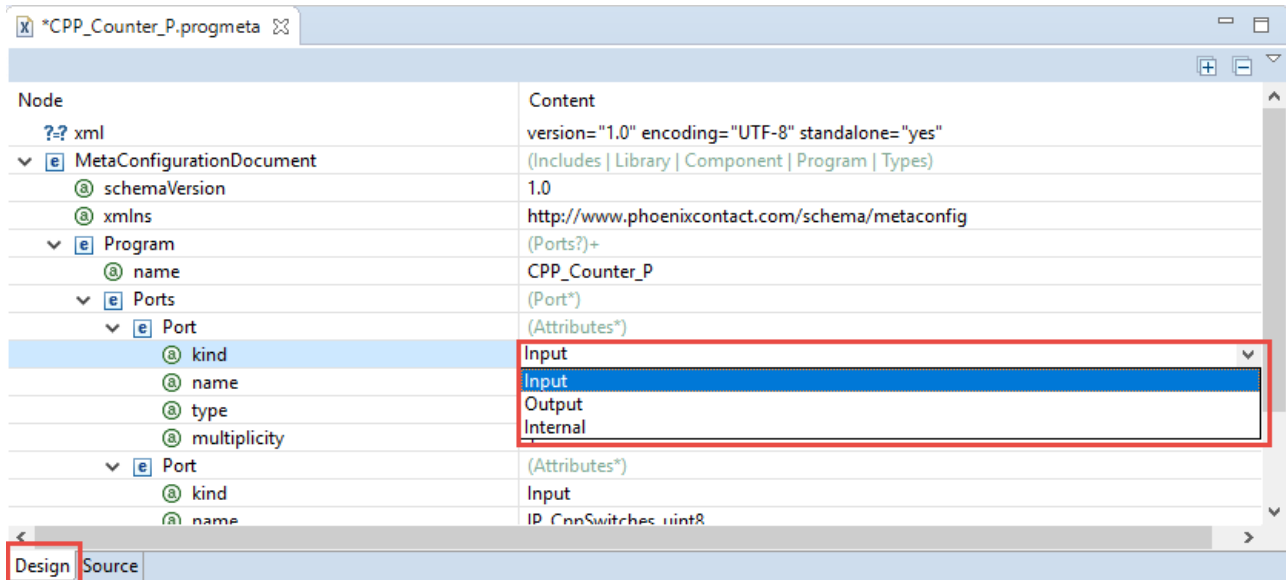 *CPP_Counter_P.progmeta
Node Content
?=? xml version="1.0" encoding="UTF-8" standalone="yes"
e MetaConfigurationDocument (Includes | Library | Component | Program | Types)
a schemaVersion 1.0
a xmlns http://www.phoenixcontact.com/schema/metaconfig
e Program (Ports?)+
a name CPP_Counter_P
e Ports (Port*)
e Port (Attributes*)
a kind Input
a name Input
a type Output
a multiplicity Internal
e Port (Attributes*)
a kind Input
a name IP_CppSwitches_uint8
Design Source